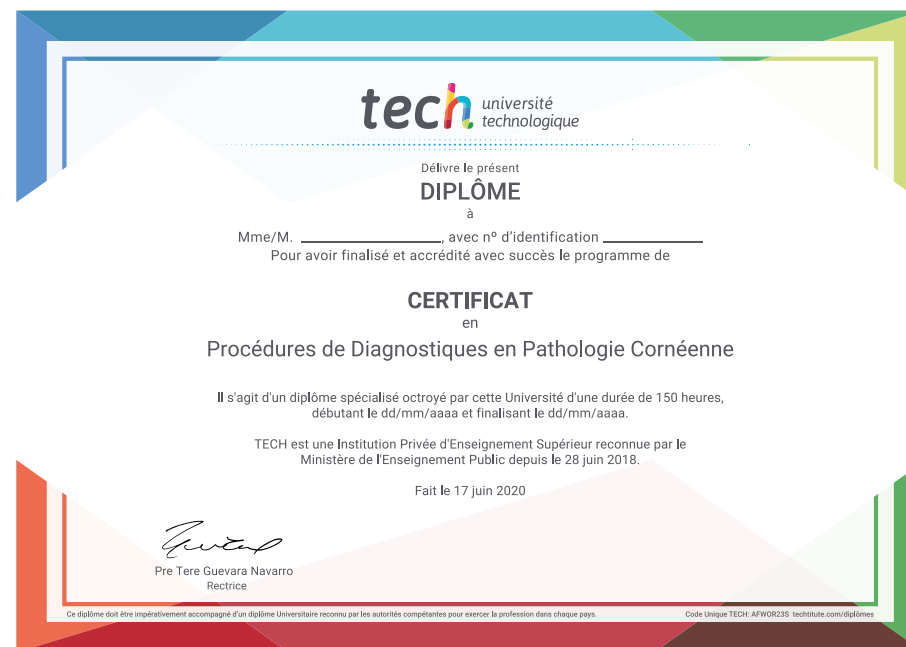 tech université
technologique
Délivre le présent
DIPLÔME
à
Mme/M. ____________________, avec nº d'identification ______________
Pour avoir finalisé et accrédité avec succès le programme de
CERTIFICAT
en
Procédures de Diagnostiques en Pathologie Cornéenne
Il s'agit d'un diplôme spécialisé octroyé par cette Université d'une durée de 150 heures,
débutant le dd/mm/aaaa et finalisant le dd/mm/aaaa.
TECH est une Institution Privée d'Enseignement Supérieur reconnue par le
Ministère de l'Enseignement Public depuis le 28 juin 2018.
Fait le 17 juin 2020
Pre Tere Guevara Navarro
Rectrice
Ce diplôme doit être impérativement accompagné d'un diplôme Universitaire reconnu par les autorités compétantes pour exercer la profession dans chaque pays.
Code Unique TECH: AFWOR23S techtitute.com/diplômes